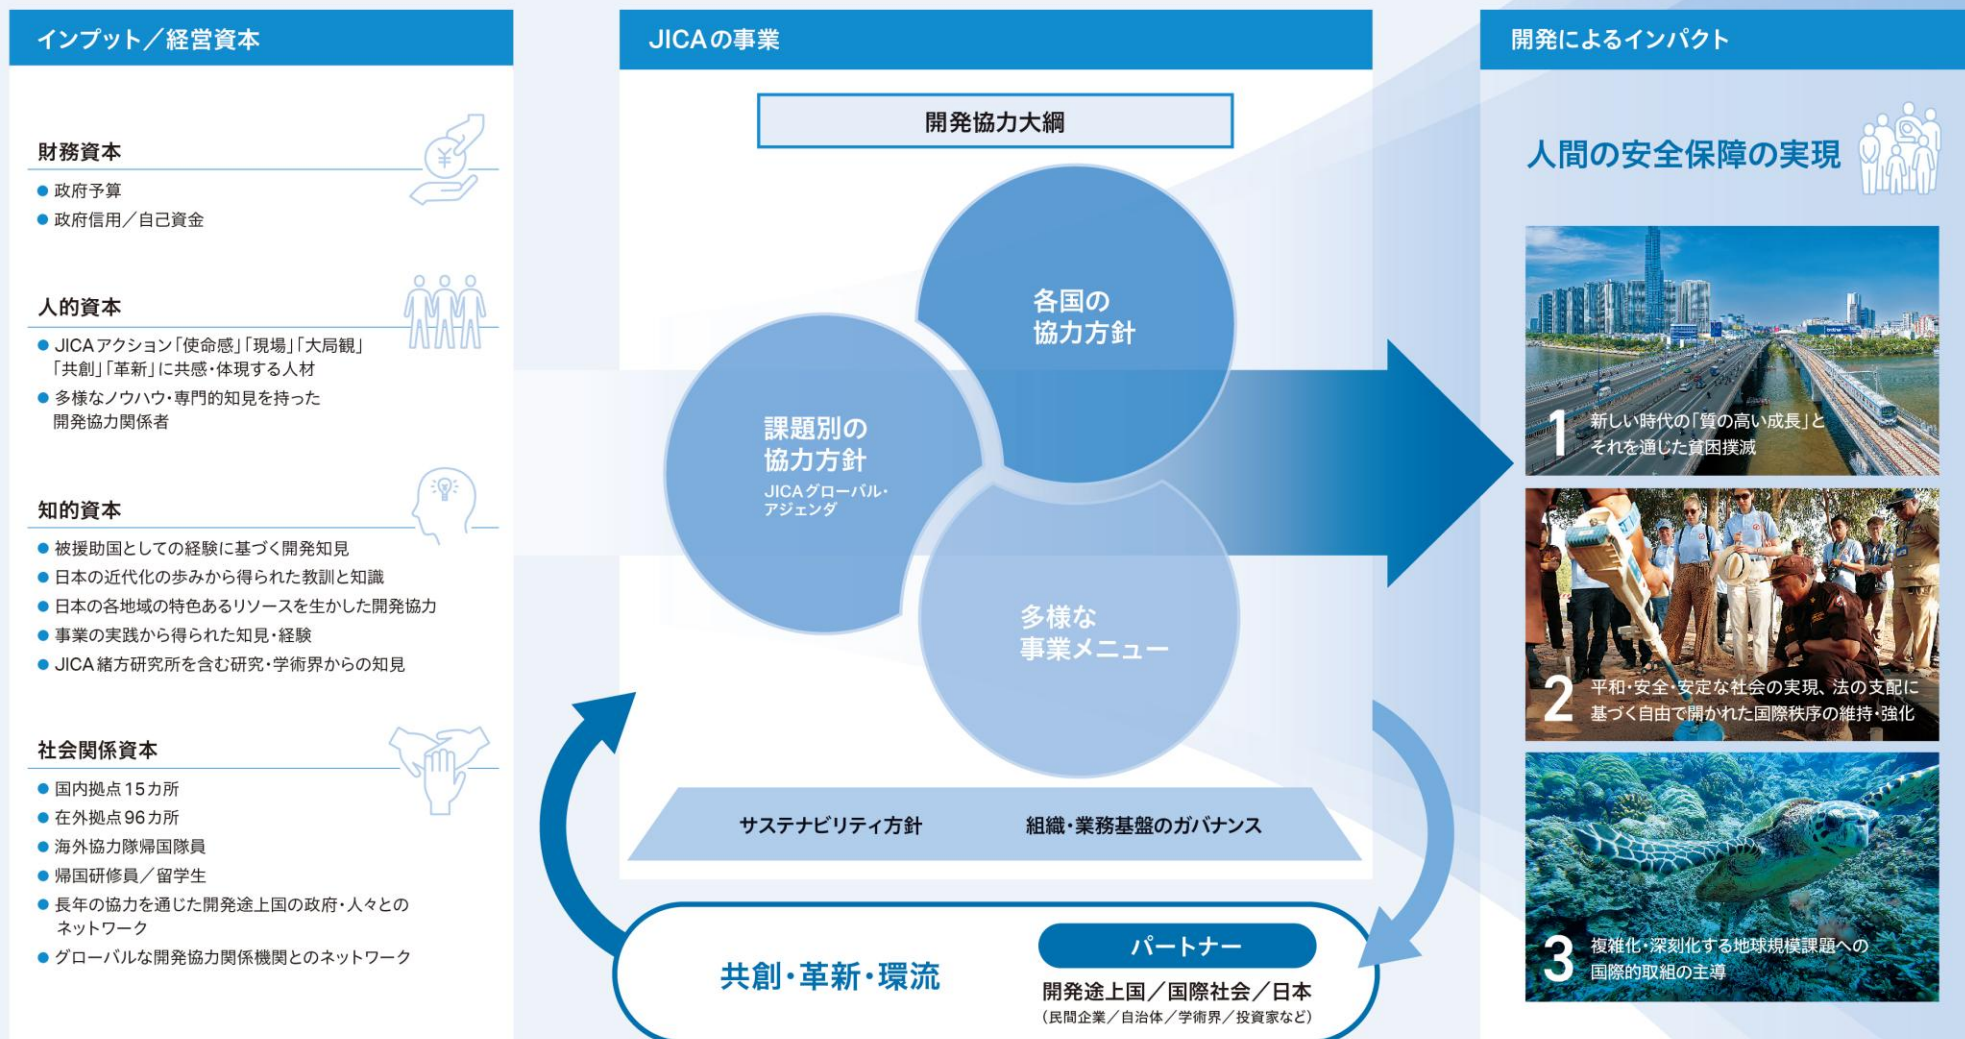 インプット／経営資本
財務資本
● 政府予算
● 政府信用／自己資金
人的資本
● JICAアクション「使命感」「現場」「大局観」
「共創」「革新」に共感・体現する人材
● 多様なノウハウ・専門的知見を持った
開発協力関係者
知的資本
● 被援助国としての経験に基づく開発知見
● 日本の近代化の歩みから得られた教訓と知識
● 日本の各地域の特色あるリソースを生かした開発協力
● 事業の実践から得られた知見・経験
● JICA緒方研究所を含む研究・学術界からの知見
社会関係資本
● 国内拠点15カ所
● 在外拠点96カ所
● 海外協力隊帰国隊員
● 帰国研修員／留学生
● 長年の協力を通じた開発途上国の政府・人々との
ネットワーク
● グローバルな開発協力関係機関とのネットワーク
JICAの事業
開発協力大綱
各国の
協力方針
課題別の
協力方針
JICAグローバル・
アジェンダ
多様な
事業メニュー
サステナビリティ方針
組織・業務基盤のガバナンス
共創・革新・環流
パートナー
開発途上国／国際社会／日本
（民間企業／自治体／学術界／投資家など）
開発によるインパクト
人間の安全保障の実現
1 新しい時代の「質の高い成長」と
それを通じた貧困撲滅
2 平和・安全・安定な社会の実現、法の支配に
基づく自由で開かれた国際秩序の維持・強化
3 複雑化・深刻化する地球規模課題への
国際的取組の主導